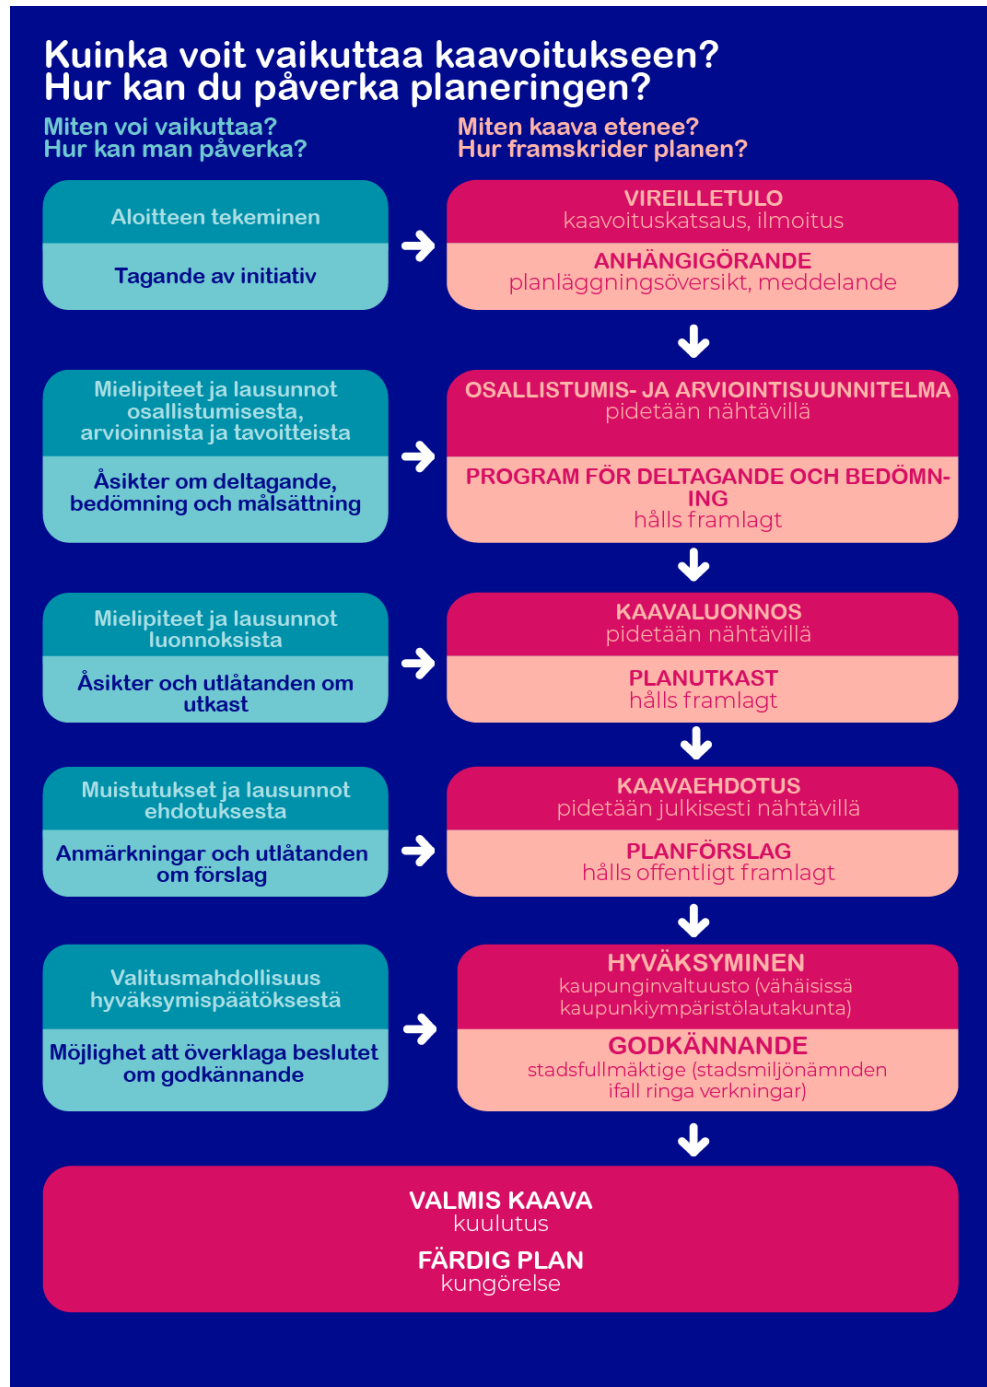 Kuinka voit vaikuttaa kaavoitukseen?
Hur kan du påverka planeringen?
Miten voi vaikuttaa?
Hur kan man påverka?
Miten kaava etenee?
Hur framskrider planen?
Aloitteen tekeminen
Tagande av initiativ
VIREILLETULO
kaavoituskatsaus, ilmoitus
ANHÄNGIGÖRANDE
planläggningsöversikt, meddelande
Mielipiteet ja lausunnot
osallistumisesta,
arvioinnista ja tavoitteista
Åsikter om deltagande,
bedömning och målsättning
OSALLISTUMIS- JA ARVIOINTISUUNNITELMA
pidetään nähtävillä
PROGRAM FÖR DELTAGANDE OCH BEDÖMN-
ING
hålls framlagt
Mielipiteet ja lausunnot
luonnoksista
Åsikter och utlåtanden om
utkast
KAAVALUONNOS
pidetään nähtävillä
PLANUTKAST
hålls framlagt
Muistutukset ja lausunnot
ehdotuksesta
Anmärkningar och utlåtanden
om förslag
KAAVAEHDOTUS
pidetään julkisesti nähtävillä
PLANFÖRSLAG
hålls offentligt framlagt
Valitusmahdollisuus
hyväksymispäätöksestä
Möjlighet att överklaga beslutet
om godkännande
HYVÄKSYMINEN
kaupunginvaltuusto (vähäisissä
kaupunkiympäristölautakunta)
GODKÄNNANDE
stadsfullmäktige (stadsmiljönämnden
ifall ringa verkningar)
VALMIS KAAVA
kuulutus
FÄRDIG PLAN
kungörelse